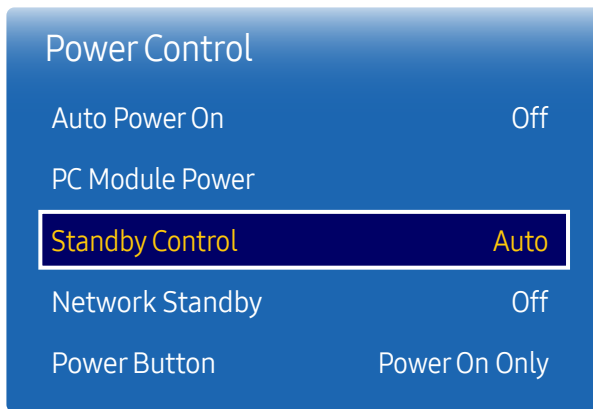 Power Control
Auto Power On Off
PC Module Power
Standby Control Auto
Network Standby Off
Power Button Power On Only